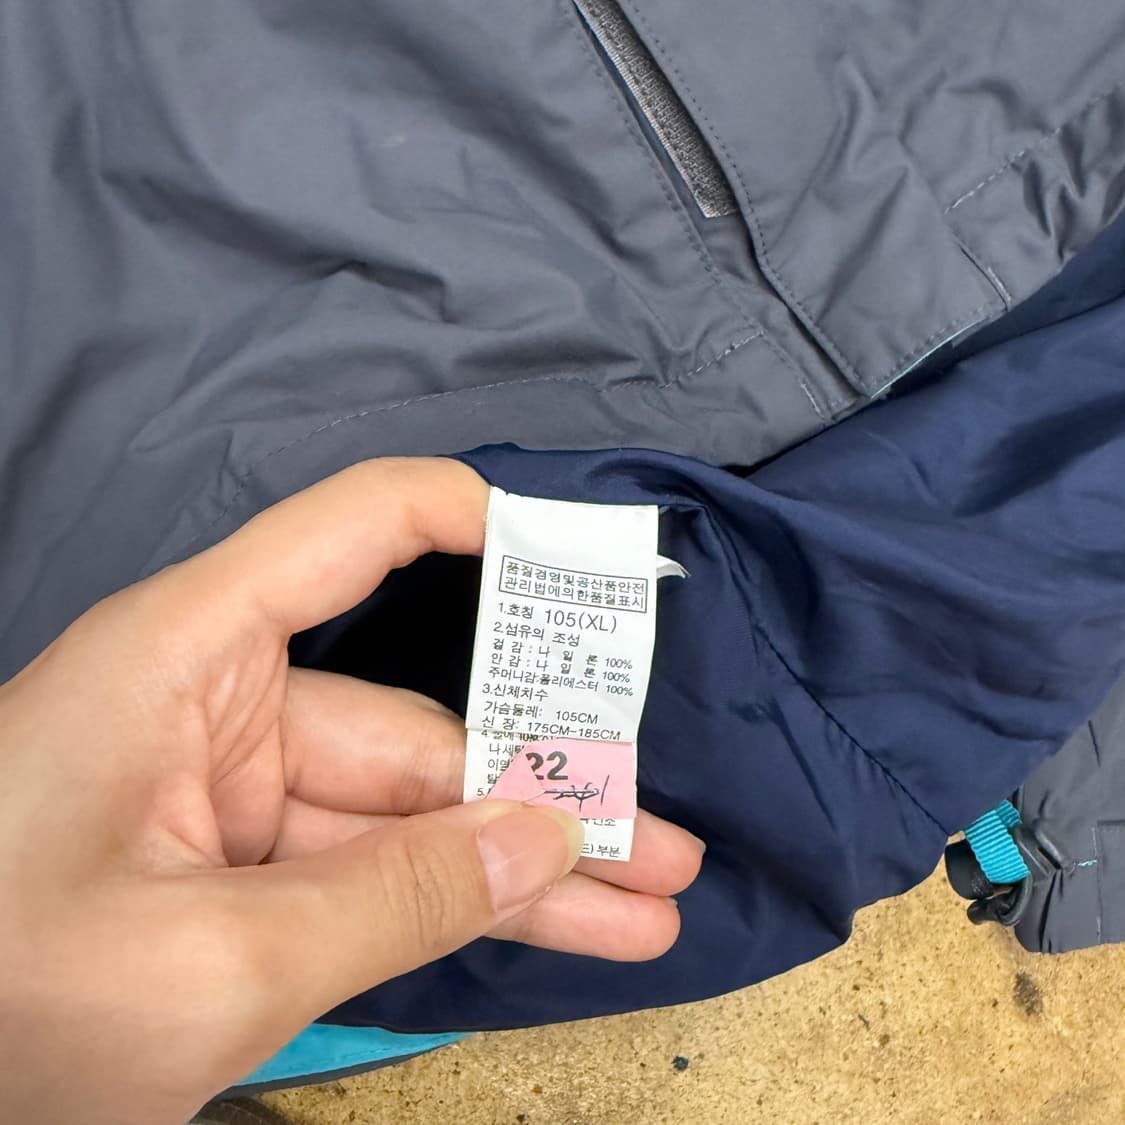 품질경영및공산품안전
관리법에의한품질표시
1.호칭 105(XL)
2.섬유의 조성
겉 감 : 나 일 론 100%
안 감 : 나 일 론 100%
주머니감:폴리에스터 100%
3.신체치수
가슴둘레: 105CM
신 장: 175CM-185CM
22
부분